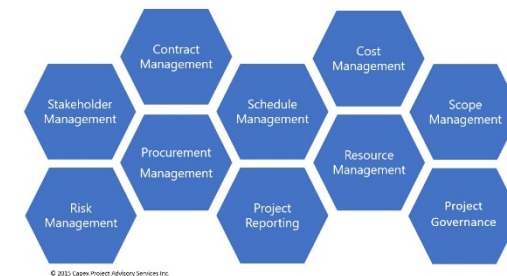 Contract
Management
Cost
Management
Stakeholder
Management
Schedule
Management
Scope
Management
Procurement
Management
Resource
Management
Risk
Management
Project
Reporting
Project
Governance
© 2015 Capex Project Advisory Services Inc.